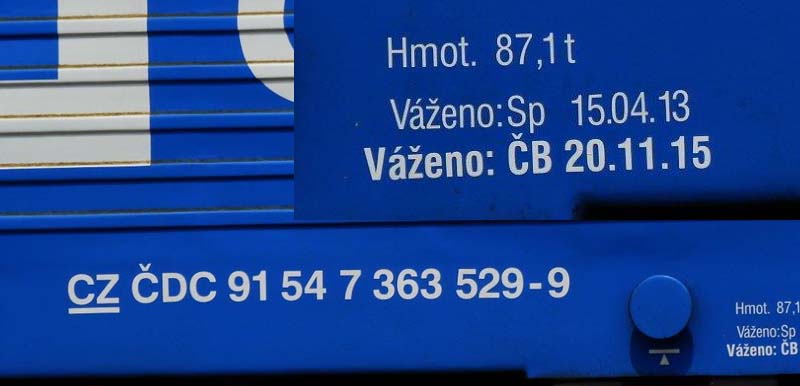 Hmot. 87,1 t
Váženo: Sp 15.04.13
Váženo: ČB 20.11.15
CZ ČDC 91 54 7 363 529-9
Hmot. 87,1
Váženo: Sp
Váženo: ČB